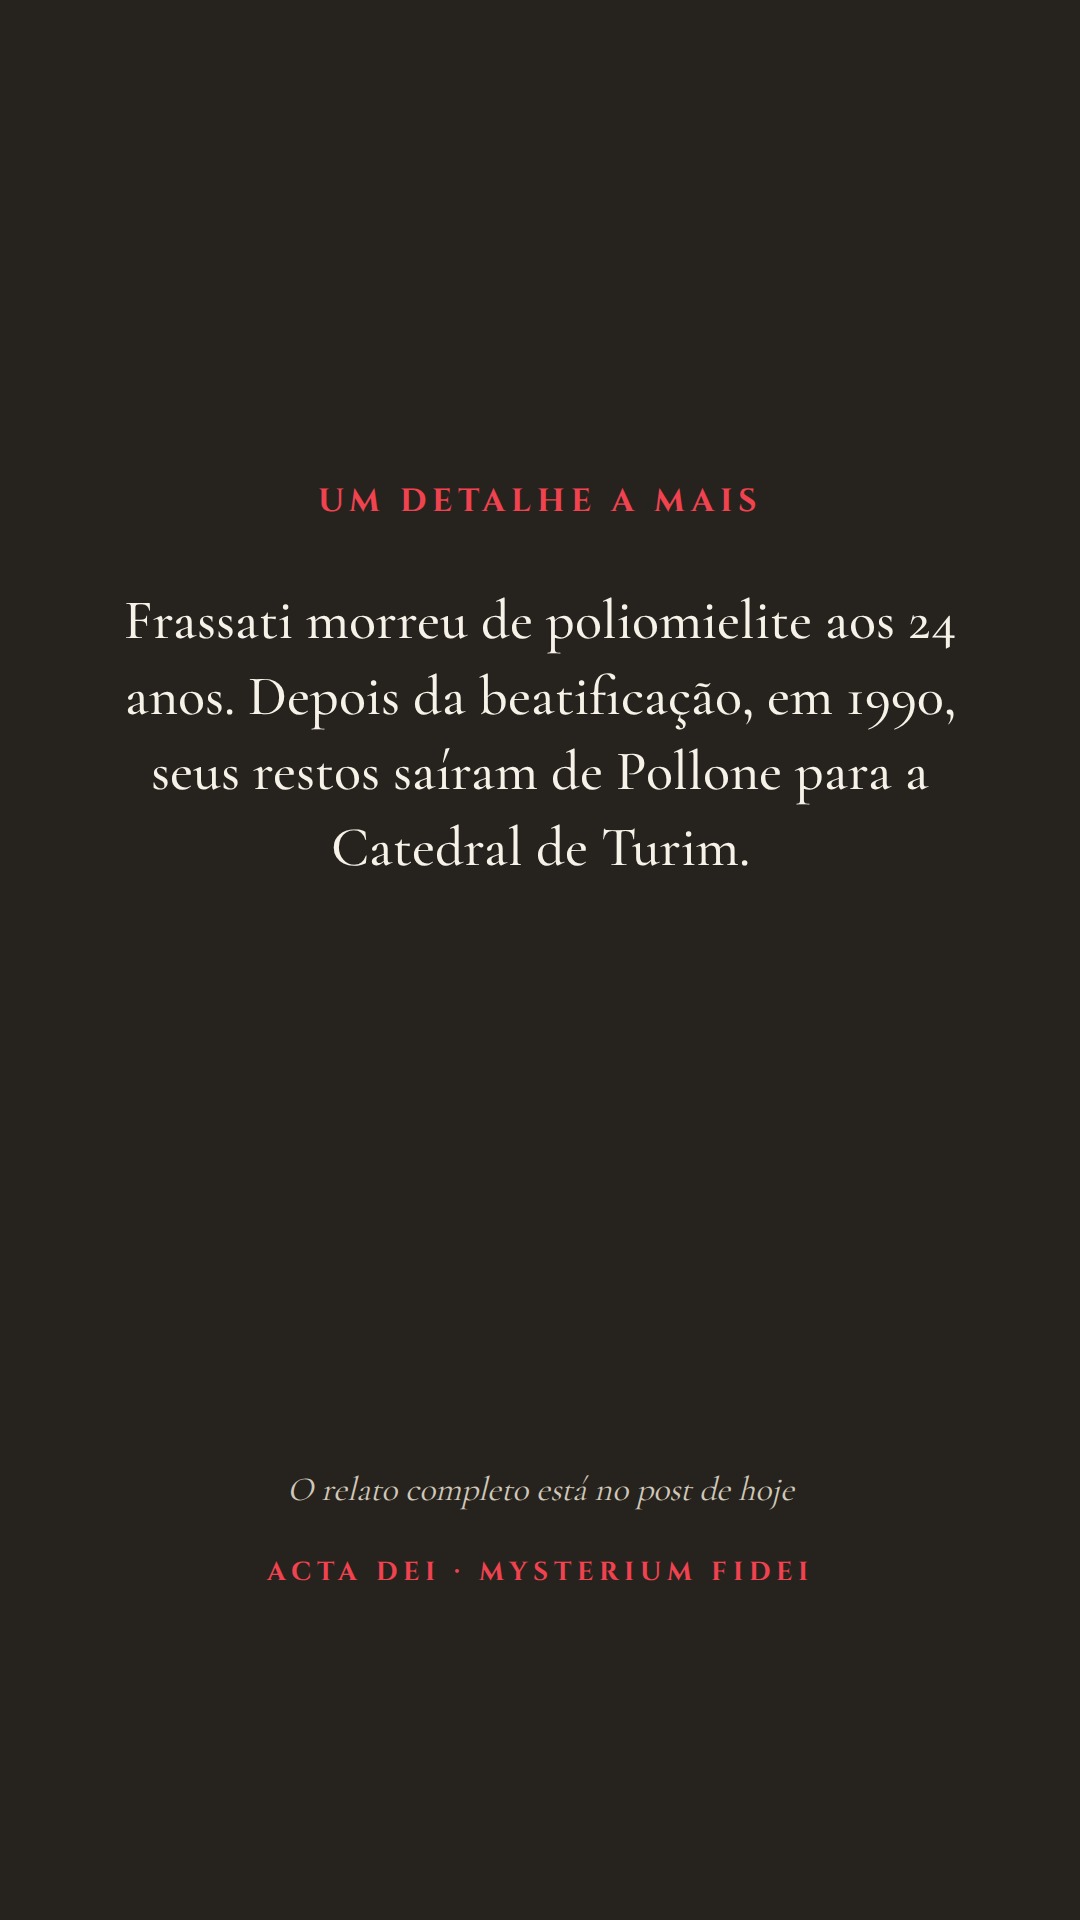 UM DETALHE A MAIS
Frassati morreu de poliomielite aos 24
anos. Depois da beatificação, em 1990,
seus restos saíram de Pollone para a
Catedral de Turim.
O relato completo está no post de hoje
ACTA DEI · MYSTERIUM FIDEI